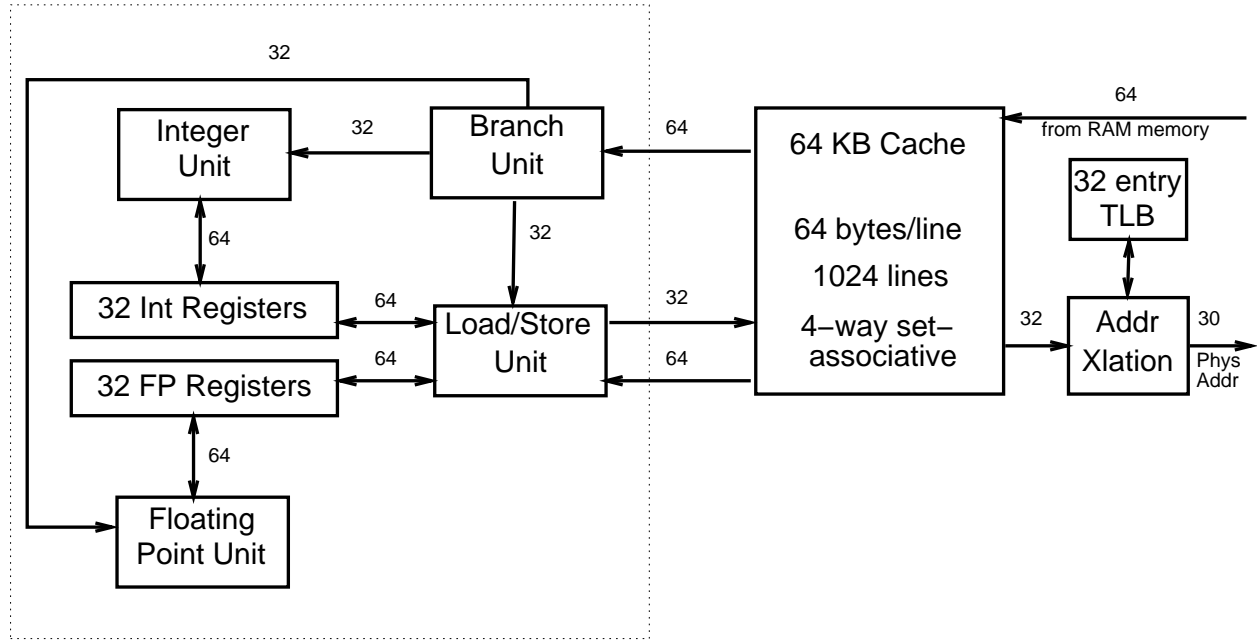 32
Integer
Unit
32
Branch
Unit
64
64 KB Cache
64 bytes/line
1024 lines
4–way set–
associative
64
from RAM memory
32 entry
TLB
64
32
32 Int Registers
64
Load/Store
Unit
32
32
Addr
Xlation
30
Phys
Addr
32 FP Registers
64
64
64
Floating
Point Unit